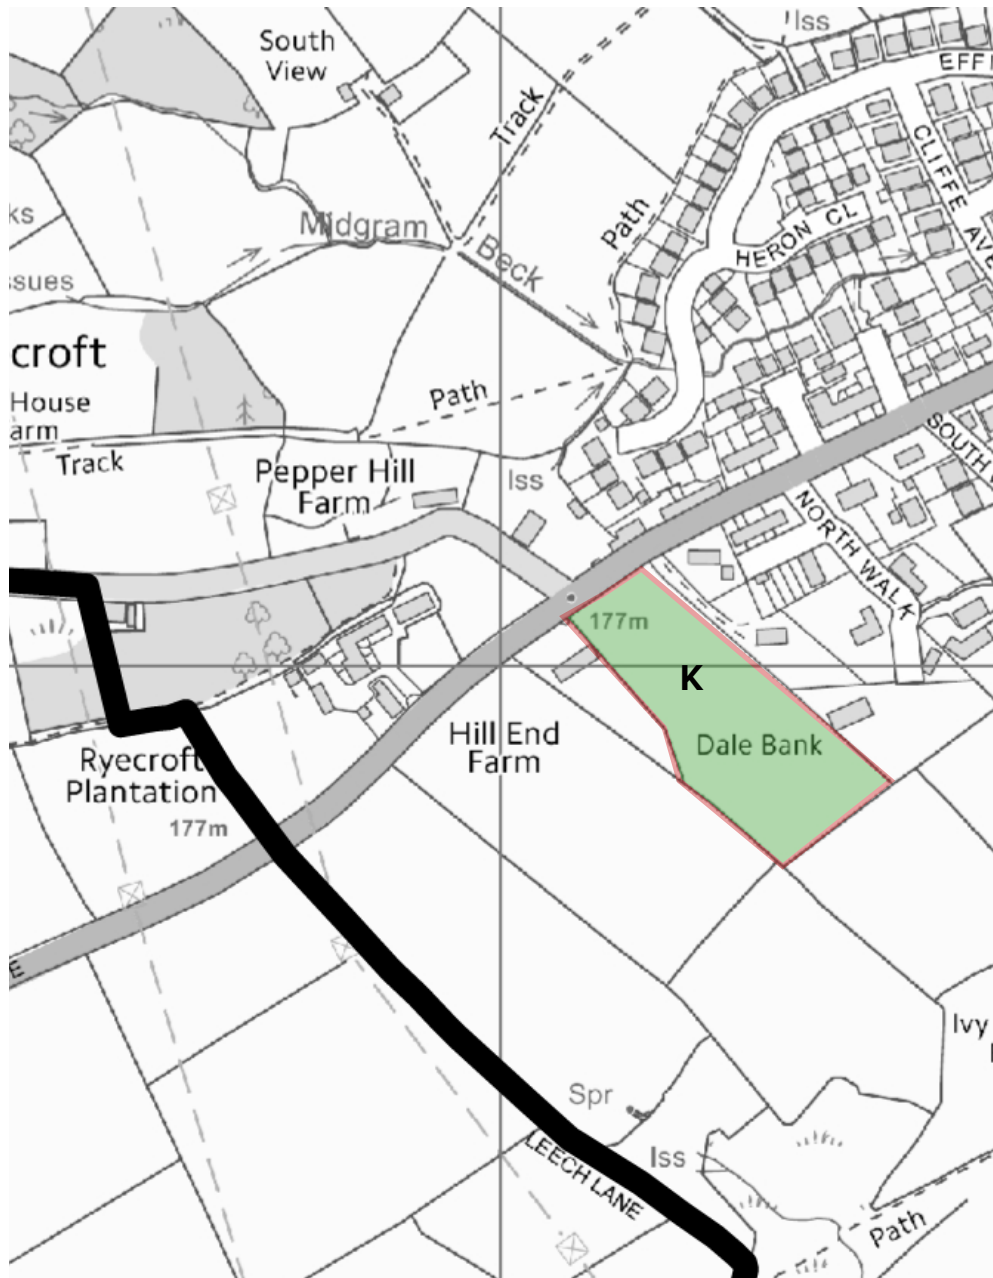 Iss
South
View
EFF
Track
CLIFFE
AVE
ks
Path
Midgram
Beck
HERON CL
ssues
croft
House
arm
Path
Track
Pepper Hill
Farm
Iss
SOUTH
NORTH WALK
177m
K
Hill End
Farm
Dale Bank
Ryecroft
Plantation
177m
E
Ivy
Spr
Iss
LEECH LANE
Path